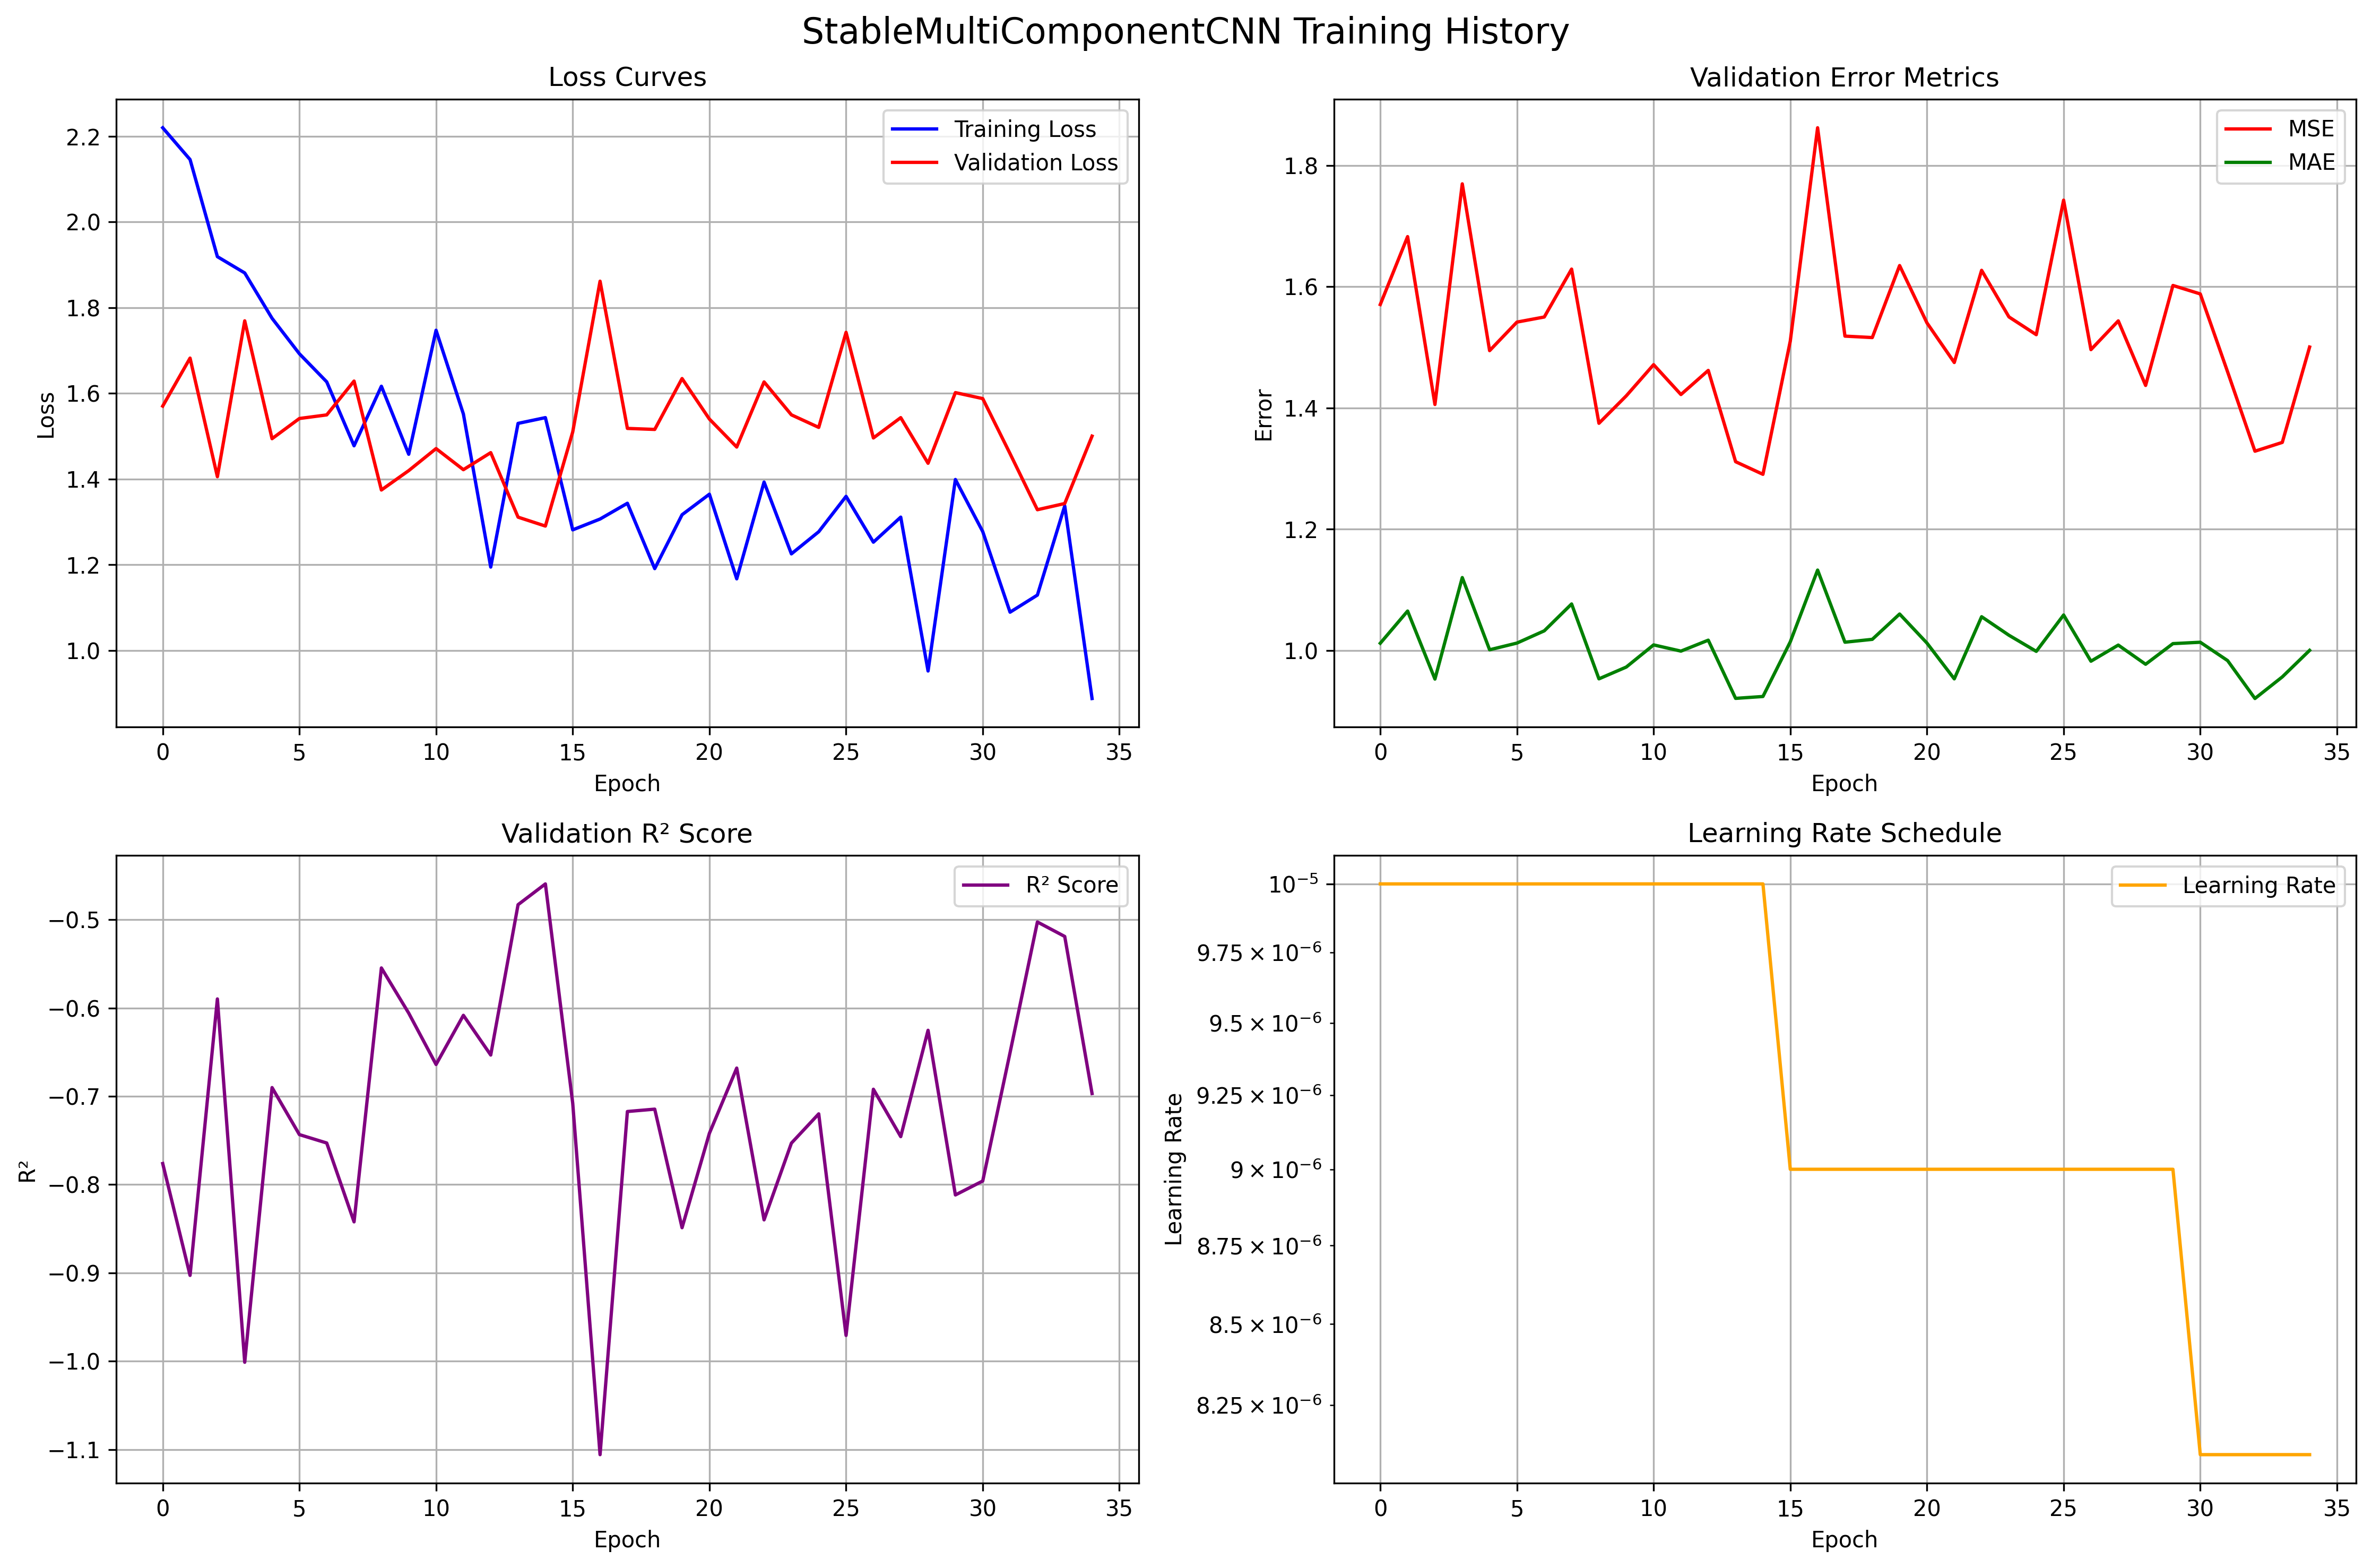 StableMultiComponentCNN Training History
Loss Curves
Training Loss
Validation Loss
2.2
2.0
1.8
1.6
1.4
1.2
1.0
Loss
0 5 10 15 20 25 30 35
Epoch
Validation Error Metrics
MSE
MAE
1.8
1.6
1.4
1.2
1.0
Error
0 5 10 15 20 25 30 35
Epoch
Validation R² Score
R² Score
−0.5
−0.6
−0.7
−0.8
−0.9
−1.0
−1.1
R²
0 5 10 15 20 25 30 35
Epoch
Learning Rate Schedule
Learning Rate
10⁻⁵
9.75 × 10⁻⁶
9.5 × 10⁻⁶
9.25 × 10⁻⁶
9 × 10⁻⁶
8.75 × 10⁻⁶
8.5 × 10⁻⁶
8.25 × 10⁻⁶
Learning Rate
0 5 10 15 20 25 30 35
Epoch